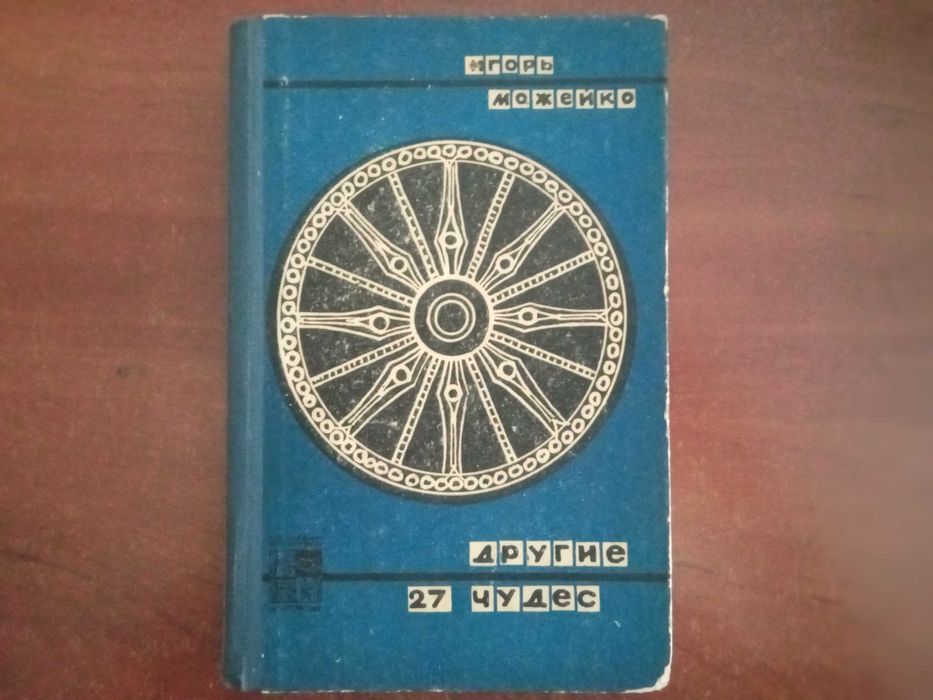 игорь
можейко
другие
27 чудес